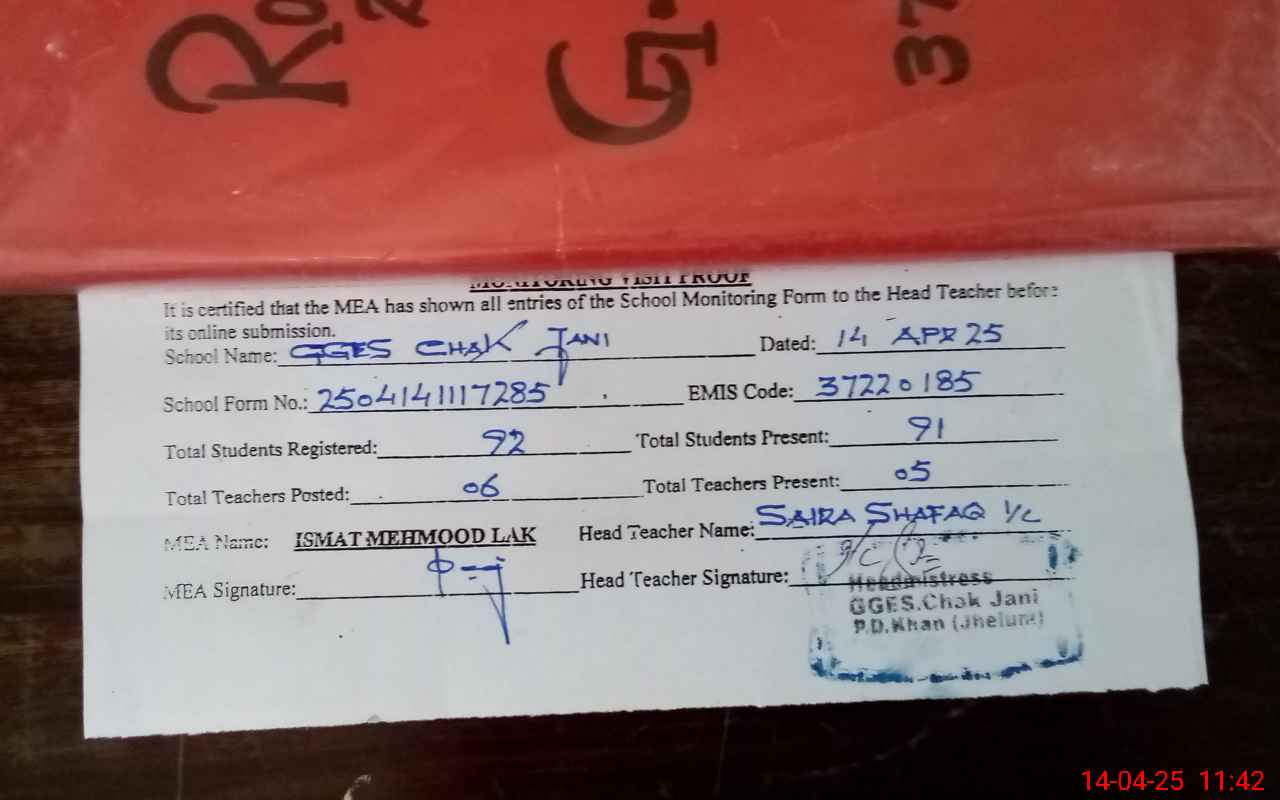 Ro
G.
37
MONITORING VISIT PROOF
It is certified that the MEA has shown all entries of the School Monitoring Form to the Head Teacher before
its online submission.
School Name: GGES CHAK JANI Dated: 14 APR 25
School Form No.: 2504141117285 EMIS Code: 37220185
Total Students Registered: 92 Total Students Present: 91
Total Teachers Posted: 06 Total Teachers Present: 05
MEA Name: ISMAT MEHMOOD LAK Head Teacher Name: SAIRA SHAFAQ I/C
MEA Signature: Head Teacher Signature:
Headmistress
GGES.Chak Jani
P.D.Khan (Jhelum)
14-04-25 11:42